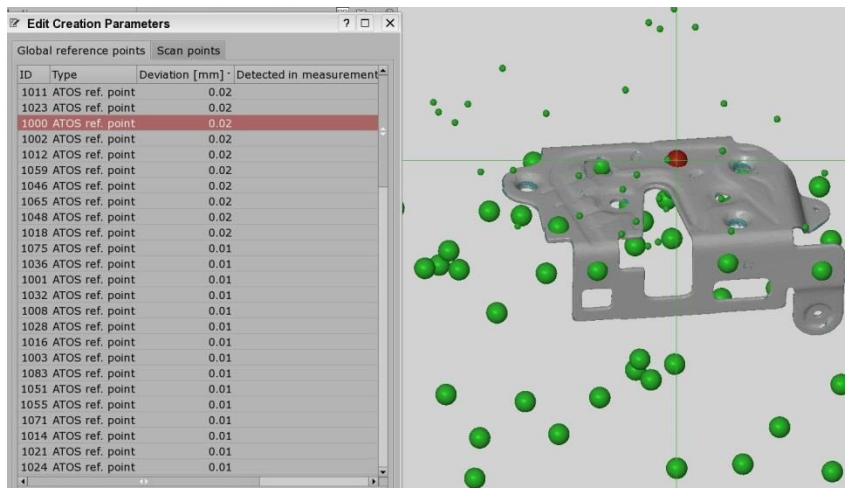 Edit Creation Parameters
Global reference points Scan points
ID Type Deviation [mm] Detected in measurement
1011 ATOS ref. point 0.02
1023 ATOS ref. point 0.02
1000 ATOS ref. point 0.02
1002 ATOS ref. point 0.02
1012 ATOS ref. point 0.02
1059 ATOS ref. point 0.02
1046 ATOS ref. point 0.02
1065 ATOS ref. point 0.02
1048 ATOS ref. point 0.02
1018 ATOS ref. point 0.02
1075 ATOS ref. point 0.01
1036 ATOS ref. point 0.01
1001 ATOS ref. point 0.01
1032 ATOS ref. point 0.01
1008 ATOS ref. point 0.01
1028 ATOS ref. point 0.01
1016 ATOS ref. point 0.01
1003 ATOS ref. point 0.01
1083 ATOS ref. point 0.01
1051 ATOS ref. point 0.01
1055 ATOS ref. point 0.01
1071 ATOS ref. point 0.01
1014 ATOS ref. point 0.01
1021 ATOS ref. point 0.01
1024 ATOS ref. point 0.01